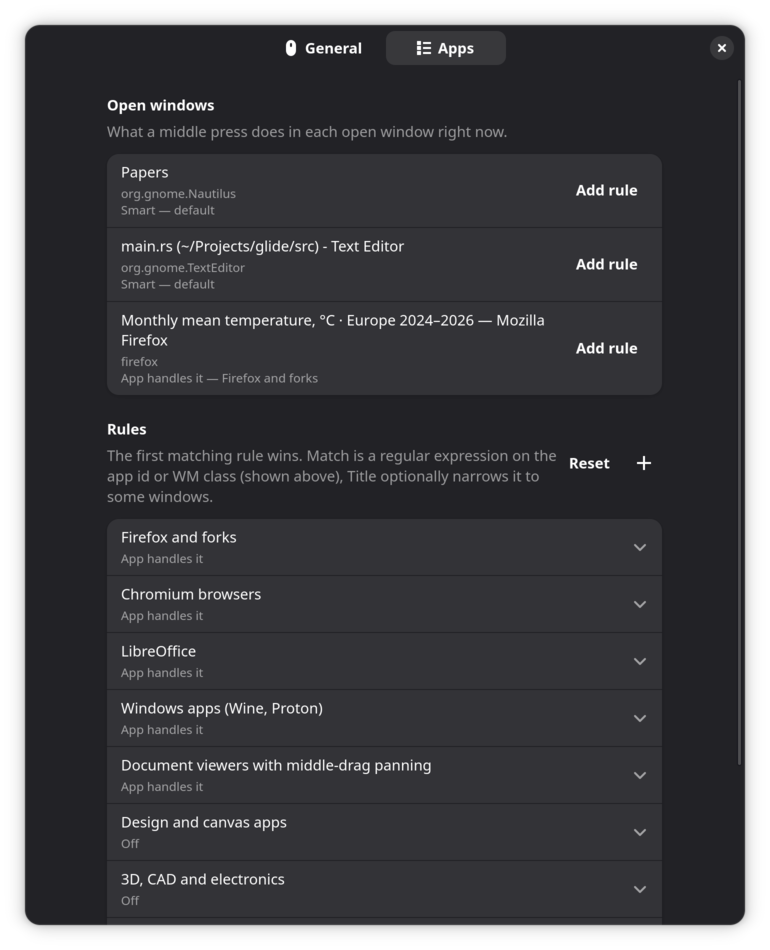 General
Apps
Open windows
What a middle press does in each open window right now.
Papers
org.gnome.Nautilus
Smart — default
Add rule
main.rs (~/Projects/glide/src) - Text Editor
org.gnome.TextEditor
Smart — default
Add rule
Monthly mean temperature, °C · Europe 2024–2026 — Mozilla
Firefox
firefox
App handles it — Firefox and forks
Add rule
Rules
The first matching rule wins. Match is a regular expression on the
app id or WM class (shown above), Title optionally narrows it to
some windows.
Reset
Firefox and forks
App handles it
Chromium browsers
App handles it
LibreOffice
App handles it
Windows apps (Wine, Proton)
App handles it
Document viewers with middle-drag panning
App handles it
Design and canvas apps
Off
3D, CAD and electronics
Off